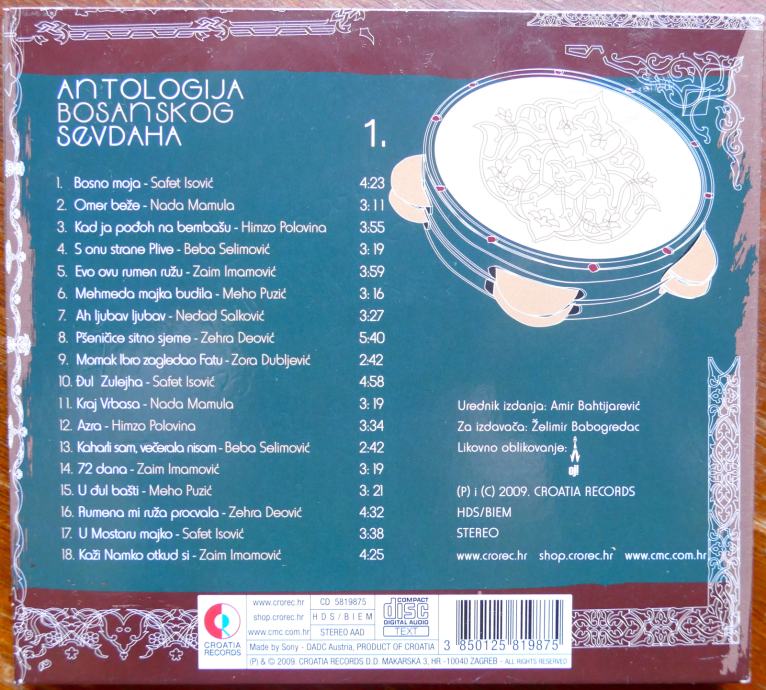 ANTOLOGIJA
BOSANSKOG
SEVDAHA
1.
1. Bosno moja - Safet Isović 4:23
2. Omer beže - Nada Mamula 3:11
3. Kad ja pođoh na bembašu - Himzo Polovina 3:55
4. S onu strane Plive - Beba Selimović 3:19
5. Evo ovu rumen ružu - Zaim Imamović 3:59
6. Mehmeda majka budila - Meho Puzić 3:16
7. Ah ljubav ljubav - Nedad Salković 3:27
8. Pšeničice sitno sjeme - Zehra Deović 5:40
9. Momak Ibro zagledao Fatu - Zora Dubljević 2:42
10. Đul Zulejha - Safet Isović 4:58
11. Kraj Vrbasa - Nada Mamula 3:19
12. Azra - Himzo Polovina 3:34
13. Kaharli sam, večerala nisam - Beba Selimović 2:42
14. 72 dana - Zaim Imamović 3:19
15. U đul bašti - Meho Puzić 3:21
16. Rumena mi ruža procvala - Zehra Deović 4:32
17. U Mostaru majko - Safet Isović 3:38
18. Kaži Namko otkud si - Zaim Imamović 4:25
Urednik izdanja: Amir Bahtijarević
Za izdavača: Želimir Babogredac
Likovno oblikovanje:
(P) i (C) 2009. CROATIA RECORDS
HDS/BIEM
STEREO
www.crorec.hr shop.crorec.hr www.cmc.com.hr
CROATIA
RECORDS
www.crorec.hr
shop.crorec.hr
www.cmc.com.hr
CD 5819875
HDS/BIEM
STEREO AAD
COMPACT
disc
DIGITAL AUDIO
TEXT
Made by Sony - DADC Austria, PRODUCT OF CROATIA
3 850125 819875
(P) & © 2009. CROATIA RECORDS D.D. MAKARSKA 3, HR -10040 ZAGREB - ALL RIGHTS RESERVED